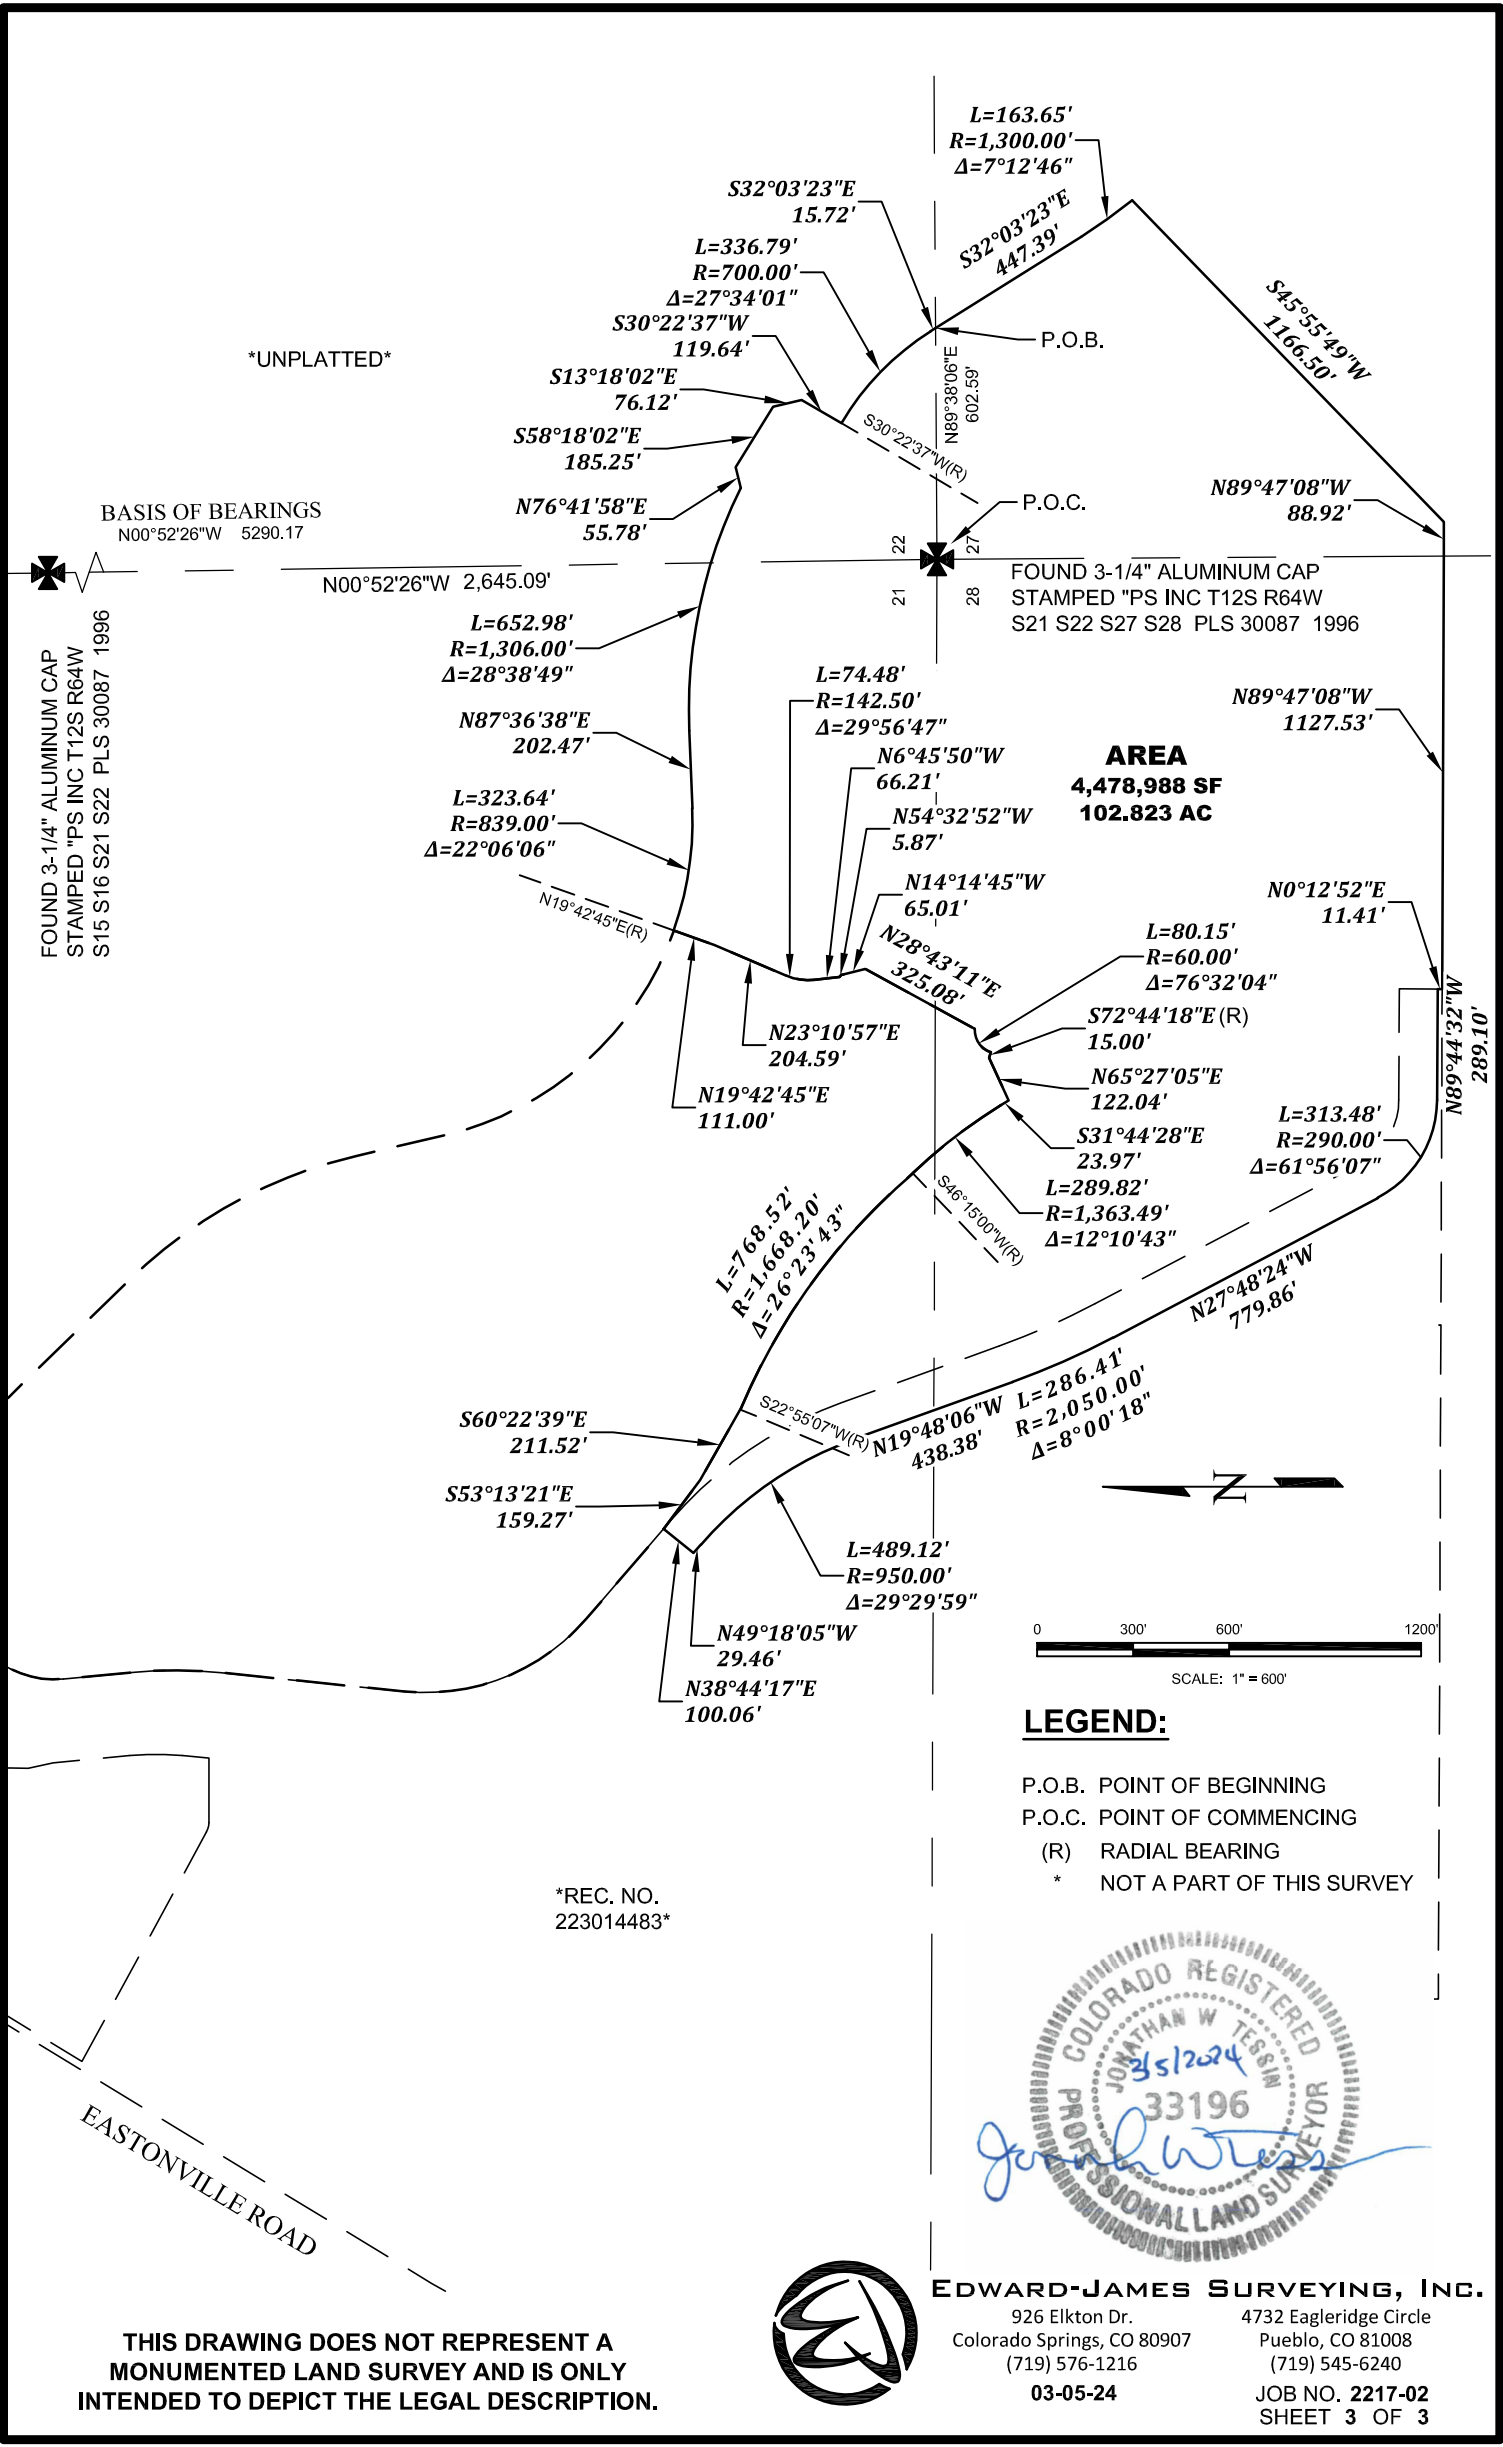 L=163.65'
R=1,300.00'
Δ=7°12'46"
S32°03'23"E
15.72'
S32°03'23"E
447.39'
L=336.79'
R=700.00'
Δ=27°34'01"
S30°22'37"W
119.64'
S45°55'49"W
1166.50'
P.O.B.
*UNPLATTED*
N89°38'06"E
602.59'
S13°18'02"E
76.12'
S30°22'37"W(R)
S58°18'02"E
185.25'
N76°41'58"E
55.78'
P.O.C.
N89°47'08"W
88.92'
BASIS OF BEARINGS
N00°52'26"W 5290.17
22
27
21
28
N00°52'26"W 2,645.09'
FOUND 3-1/4" ALUMINUM CAP
STAMPED "PS INC T12S R64W
S21 S22 S27 S28 PLS 30087 1996
FOUND 3-1/4" ALUMINUM CAP
STAMPED "PS INC T12S R64W
S15 S16 S21 S22 PLS 30087 1996
L=652.98'
R=1,306.00'
Δ=28°38'49"
L=74.48'
R=142.50'
Δ=29°56'47"
N87°36'38"E
202.47'
N89°47'08"W
1127.53'
N6°45'50"W
66.21'
AREA
4,478,988 SF
102.823 AC
L=323.64'
R=839.00'
Δ=22°06'06"
N54°32'52"W
5.87'
N14°14'45"W
65.01'
N0°12'52"E
11.41'
N19°42'45"E(R)
N28°43'11"E
325.08'
L=80.15'
R=60.00'
Δ=76°32'04"
S72°44'18"E (R)
15.00'
N89°44'32"W
289.10'
N23°10'57"E
204.59'
N65°27'05"E
122.04'
N19°42'45"E
111.00'
S31°44'28"E
23.97'
L=313.48'
R=290.00'
Δ=61°56'07"
L=289.82'
R=1,363.49'
Δ=12°10'43"
S46°15'00"W(R)
L=768.52'
R=1,668.20'
Δ=26°23'43"
N27°48'24"W
779.86'
S60°22'39"E
211.52'
S22°55'07"W(R)
N19°48'06"W
438.38'
L=286.41'
R=2,050.00'
Δ=8°00'18"
S53°13'21"E
159.27'
N
L=489.12'
R=950.00'
Δ=29°29'59"
N49°18'05"W
29.46'
N38°44'17"E
100.06'
0 300' 600' 1200'
SCALE: 1" = 600'
LEGEND:
P.O.B. POINT OF BEGINNING
P.O.C. POINT OF COMMENCING
(R) RADIAL BEARING
* NOT A PART OF THIS SURVEY
*REC. NO.
223014483*
COLORADO REGISTERED
JONATHAN W TESSIN
3/5/2024
33196
PROFESSIONAL LAND SURVEYOR
EASTONVILLE ROAD
EDWARD-JAMES SURVEYING, INC.
926 Elkton Dr.
Colorado Springs, CO 80907
(719) 576-1216
03-05-24
4732 Eagleridge Circle
Pueblo, CO 81008
(719) 545-6240
JOB NO. 2217-02
SHEET 3 OF 3
THIS DRAWING DOES NOT REPRESENT A
MONUMENTED LAND SURVEY AND IS ONLY
INTENDED TO DEPICT THE LEGAL DESCRIPTION.